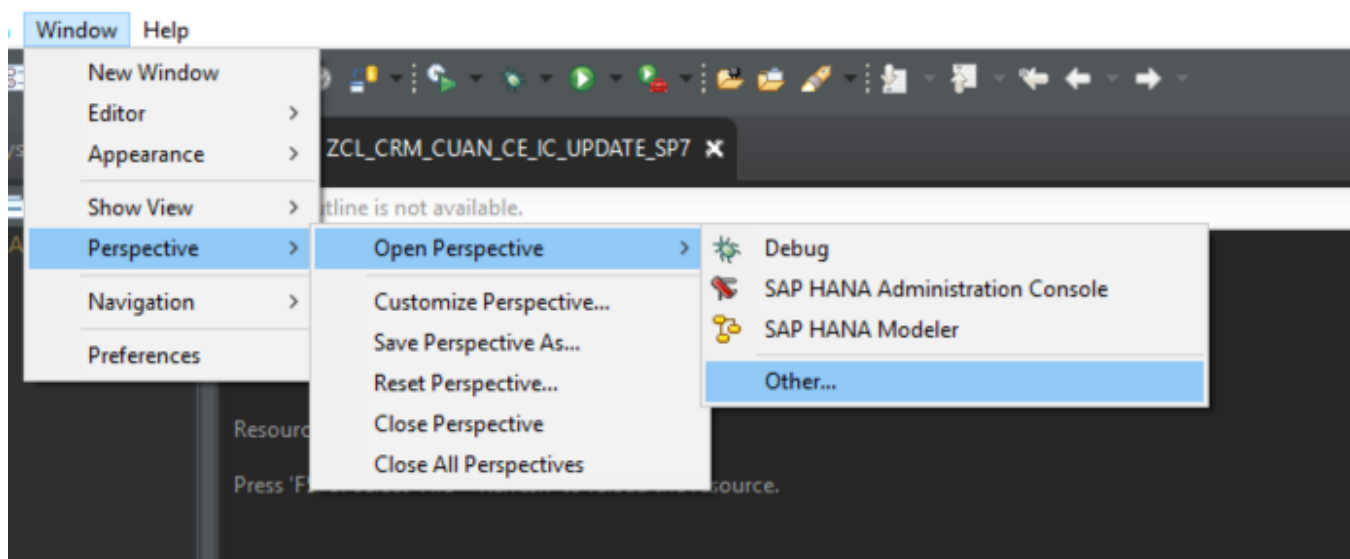 Window Help
New Window
Editor
Appearance
Show View
Perspective
Navigation
Preferences
ZCL_CRM_CUAN_CE_IC_UPDATE_SP7
tline is not available.
Open Perspective
Customize Perspective...
Save Perspective As...
Reset Perspective...
Close Perspective
Close All Perspectives
Debug
SAP HANA Administration Console
SAP HANA Modeler
Other...
Resourc
Press 'F
source.